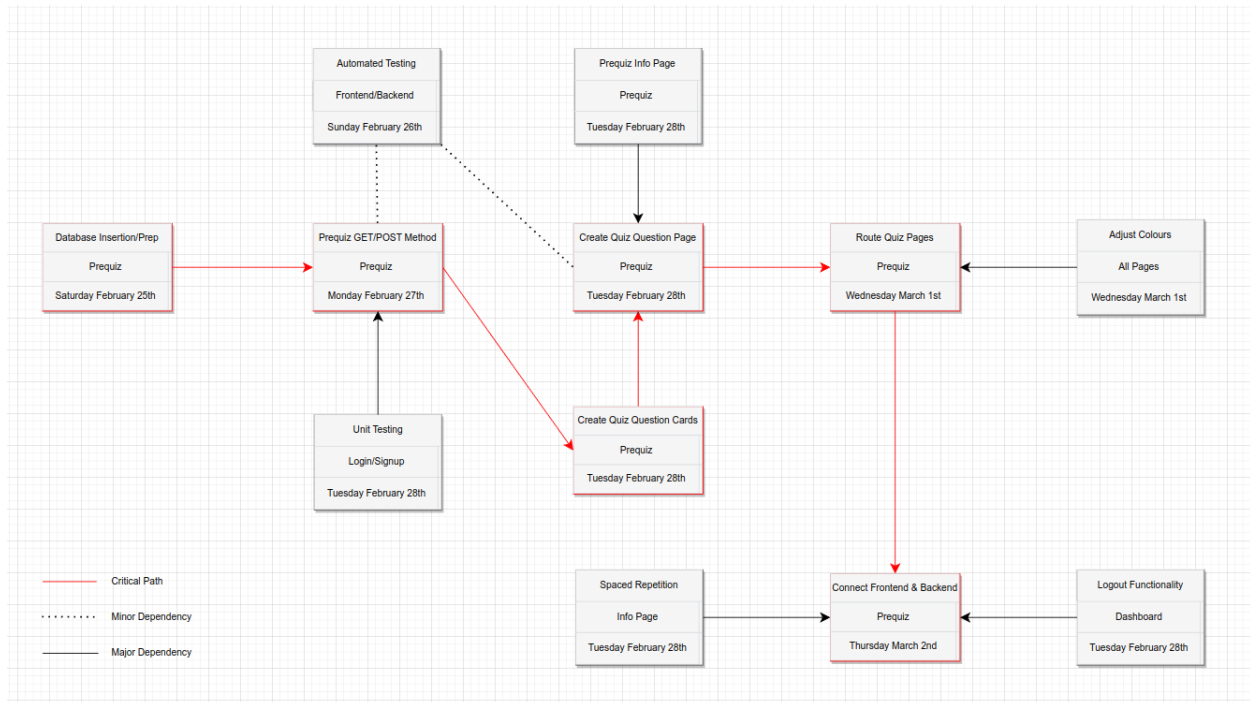 Automated Testing
Frontend/Backend
Sunday February 26th
Prequiz Info Page
Prequiz
Tuesday February 28th
Database Insertion/Prep
Prequiz
Saturday February 25th
Prequiz GET/POST Method
Prequiz
Monday February 27th
Create Quiz Question Page
Prequiz
Tuesday February 28th
Route Quiz Pages
Prequiz
Wednesday March 1st
Adjust Colours
All Pages
Wednesday March 1st
Unit Testing
Login/Signup
Tuesday February 28th
Create Quiz Question Cards
Prequiz
Tuesday February 28th
Critical Path
Minor Dependency
Major Dependency
Spaced Repetition
Info Page
Tuesday February 28th
Connect Frontend & Backend
Prequiz
Thursday March 2nd
Logout Functionality
Dashboard
Tuesday February 28th